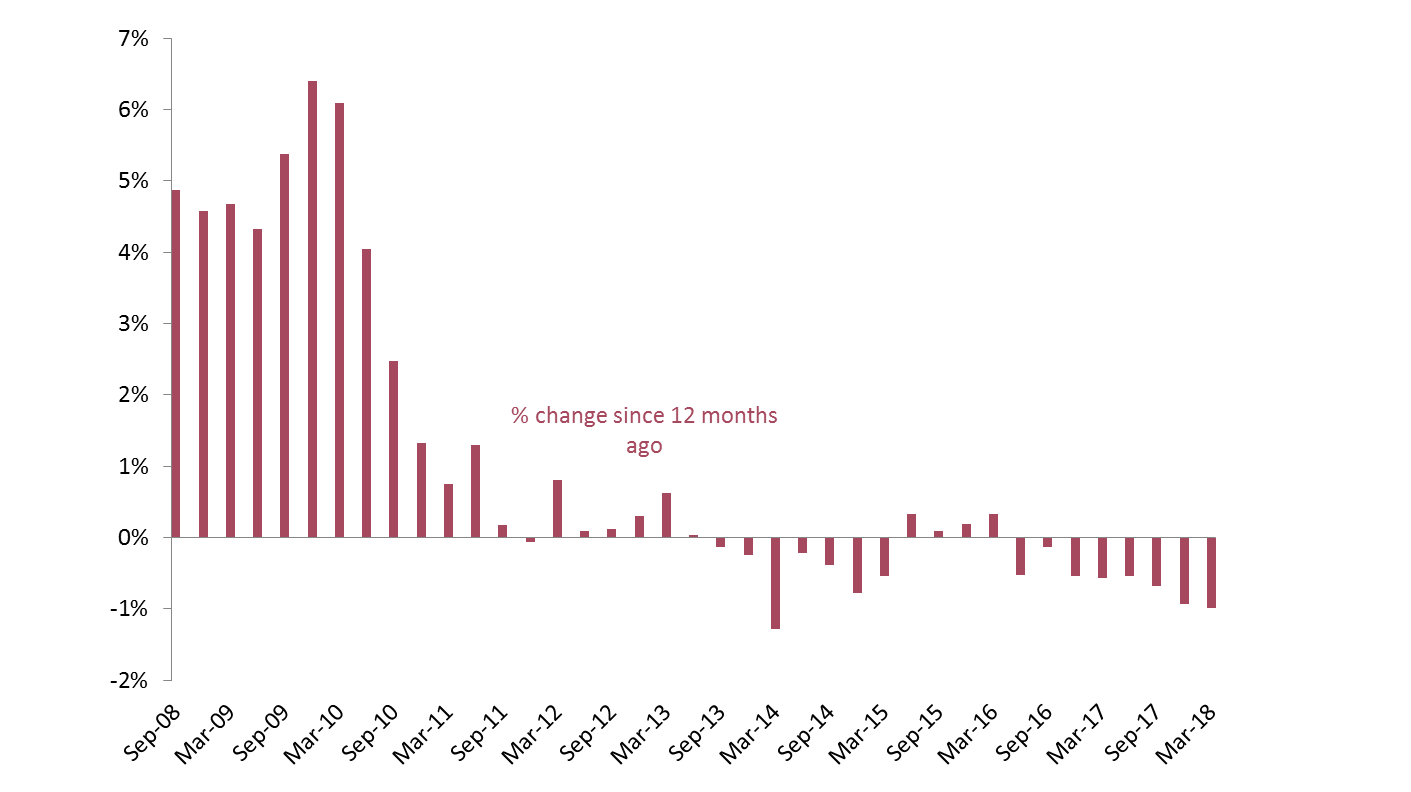 7%
6%
5%
4%
3%
2%
1%
0%
-1%
-2%
% change since 12 months
ago
Sep-08
Mar-09
Sep-09
Mar-10
Sep-10
Mar-11
Sep-11
Mar-12
Sep-12
Mar-13
Sep-13
Mar-14
Sep-14
Mar-15
Sep-15
Mar-16
Sep-16
Mar-17
Sep-17
Mar-18